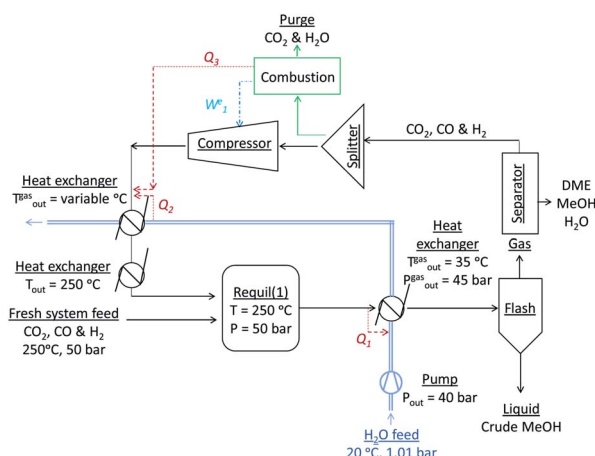 Purge
CO₂ & H₂O
Q₃
Combustion
Wᵉ₁
Compressor
Splitter
CO₂, CO & H₂
Separator
DME
MeOH
H₂O
Heat exchanger
Tᵍᵃˢₒᵤₜ = variable °C
Q₂
Heat
exchanger
Tᵍᵃˢₒᵤₜ = 35 °C
Pᵍᵃˢₒᵤₜ = 45 bar
Gas
Heat exchanger
Tₒᵤₜ = 250 °C
Requil(1)
T = 250 °C
P = 50 bar
Flash
Fresh system feed
CO₂, CO & H₂
250°C, 50 bar
Q₁
Pump
Pₒᵤₜ = 40 bar
Liquid
Crude MeOH
H₂O feed
20 °C, 1.01 bar